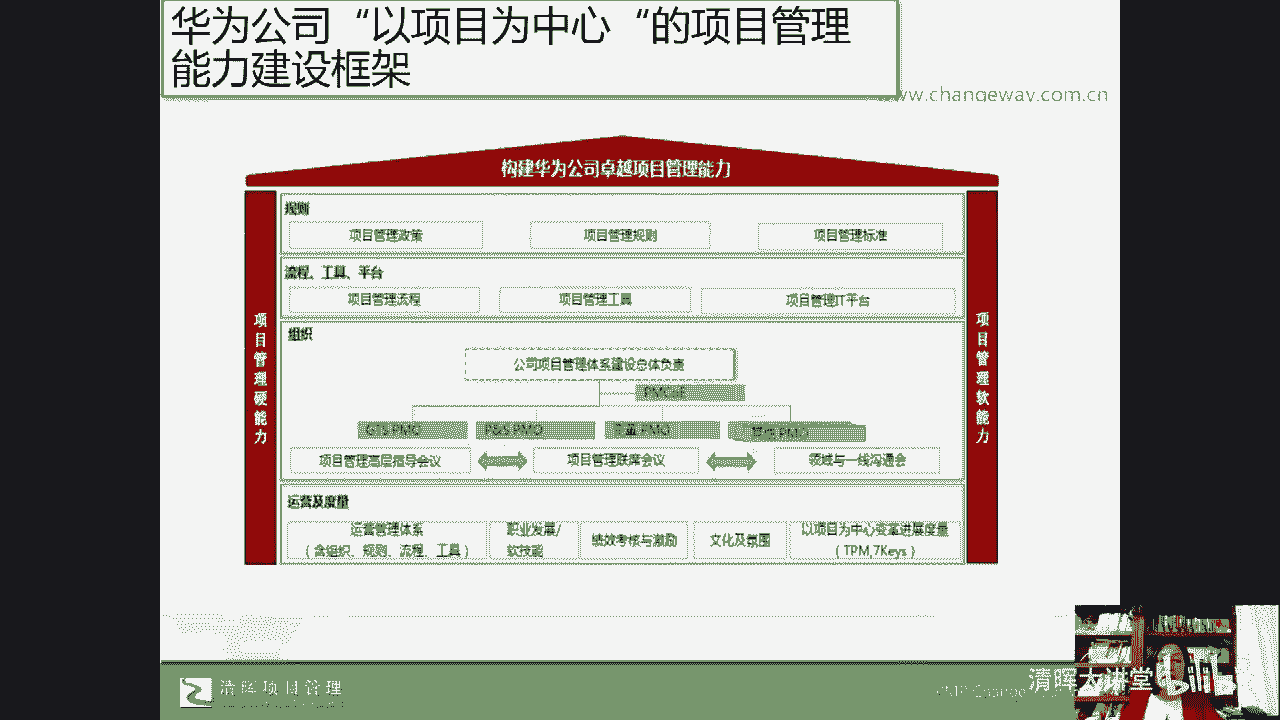 华为公司“以项目为中心“的项目管理
能力建设框架
www.changeway.com.cn
构建华为公司卓越项目管理能力
规则
项目管理政策
项目管理规则
项目管理标准
流程、工具、平台
项目管理流程
项目管理工具
项目管理IT平台
项目管理硬能力
项目管理软能力
组织
公司项目管理体系建设总体负责
GTS PMO
P&S PMO
PMO
PMO
项目管理高层指导会议
项目管理联席会议
领域与一线沟通会
运营及度量
运营管理体系
（含组织、规则、流程、工具）
职业发展/
软技能
绩效考核与激励
文化及氛围
以项目为中心变革进展度量
（TPM,7Keys）
清晖项目管理
清晖大讲堂